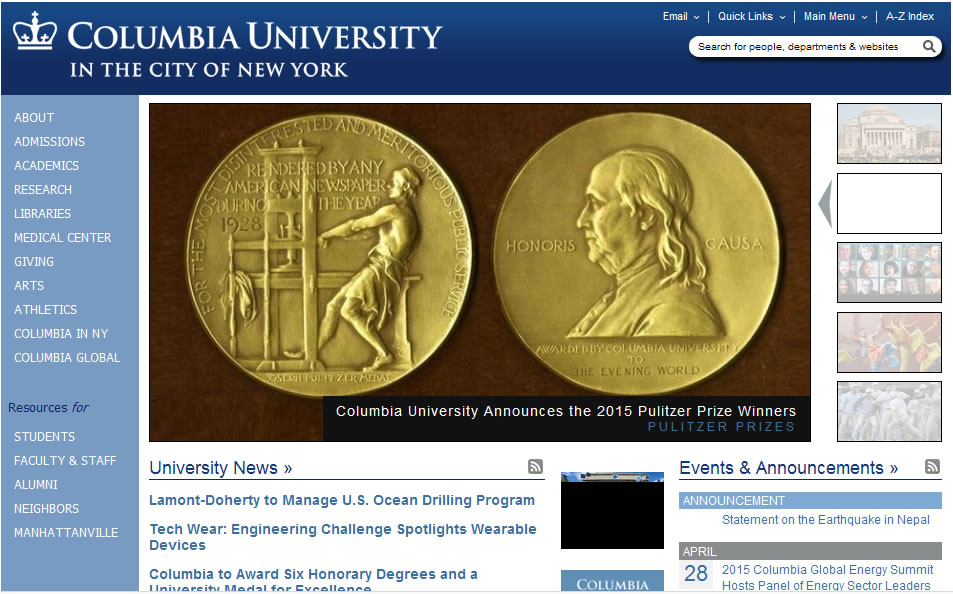 COLUMBIA UNIVERSITY
IN THE CITY OF NEW YORK
Email
Quick Links
Main Menu
A-Z Index
Search for people, departments & websites
ABOUT
ADMISSIONS
ACADEMICS
RESEARCH
LIBRARIES
MEDICAL CENTER
GIVING
ARTS
ATHLETICS
COLUMBIA IN NY
COLUMBIA GLOBAL
Resources for
STUDENTS
FACULTY & STAFF
ALUMNI
NEIGHBORS
MANHATTANVILLE
FOR THE MOST DISINTERESTED AND MERITORIOUS PUBLIC SERVICE
RENDERED BY ANY
AMERICAN NEWSPAPER
DURING THE YEAR
1928
JOSEPH PULITZER MEDAL
HONORIS CAUSA
AWARDED BY COLUMBIA UNIVERSITY
TO
THE EVENING WORLD
Columbia University Announces the 2015 Pulitzer Prize Winners
PULITZER PRIZES
University News »
Lamont-Doherty to Manage U.S. Ocean Drilling Program
Tech Wear: Engineering Challenge Spotlights Wearable
Devices
Columbia to Award Six Honorary Degrees and a
University Medal for Excellence
COLUMBIA
Events & Announcements »
ANNOUNCEMENT
Statement on the Earthquake in Nepal
APRIL
28
2015 Columbia Global Energy Summit
Hosts Panel of Energy Sector Leaders